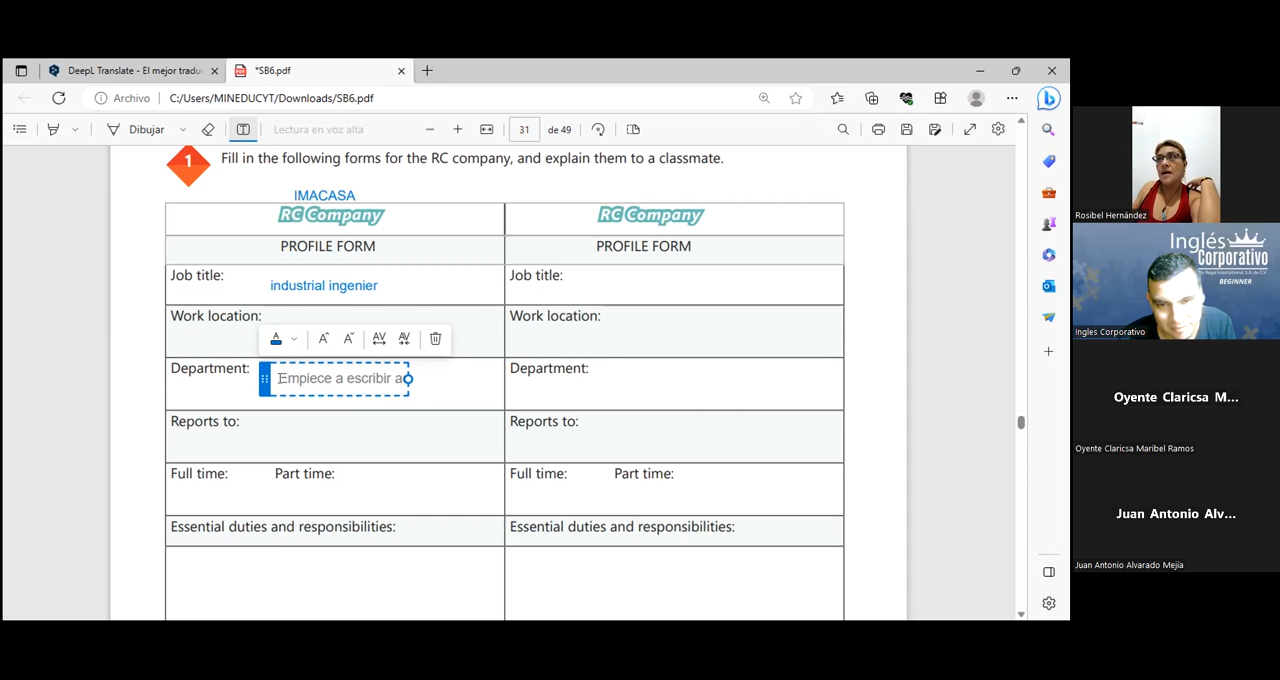 DeepL Translate - El mejor tradu
*SB6.pdf
Archivo
C:/Users/MINEDUCYT/Downloads/SB6.pdf
Dibujar
Lectura en voz alta
31
de 49
1
Fill in the following forms for the RC company, and explain them to a classmate.
IMACASA
RC Company
RC Company
PROFILE FORM
PROFILE FORM
Job title:
industrial ingenier
Job title:
Work location:
Work location:
Department:
Empiece a escribir a
Department:
Reports to:
Reports to:
Full time: Part time:
Full time: Part time:
Essential duties and responsibilities:
Essential duties and responsibilities:
Rosibel Hernández
Inglés
Corporativo
By Regal International, S.A. de C.V.
BEGINNER
Ingles Corporativo
Oyente Claricsa M...
Oyente Claricsa Maribel Ramos
Juan Antonio Alv...
Juan Antonio Alvarado Mejía